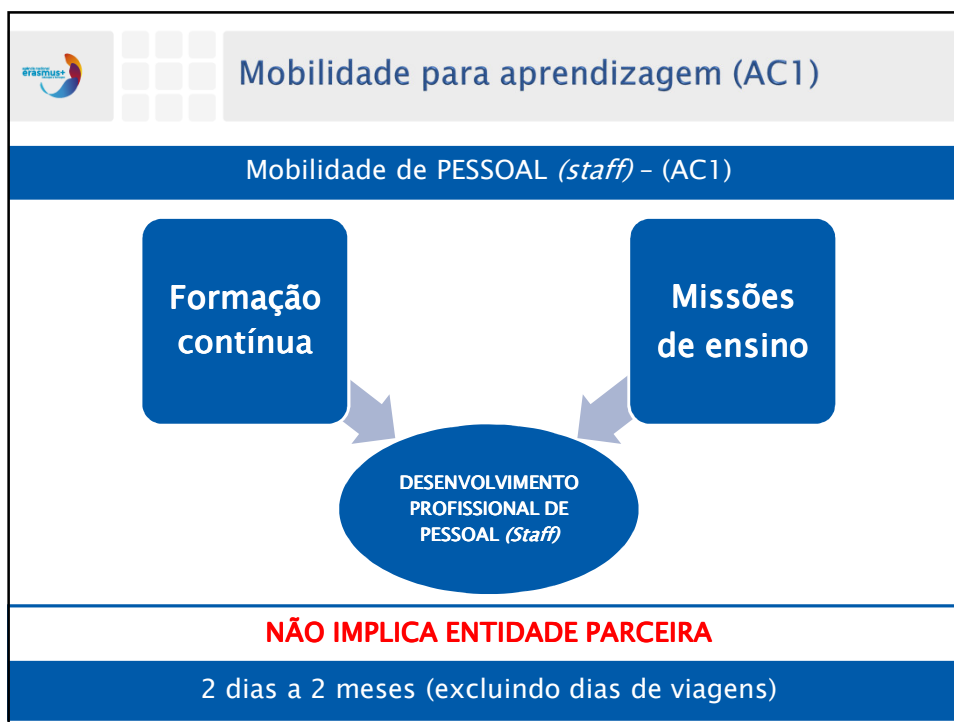 erasmus+
Mobilidade para aprendizagem (AC1)
Mobilidade de PESSOAL (staff) – (AC1)
Formação
contínua
Missões
de ensino
DESENVOLVIMENTO
PROFISSIONAL DE
PESSOAL (Staff)
NÃO IMPLICA ENTIDADE PARCEIRA
2 dias a 2 meses (excluindo dias de viagens)